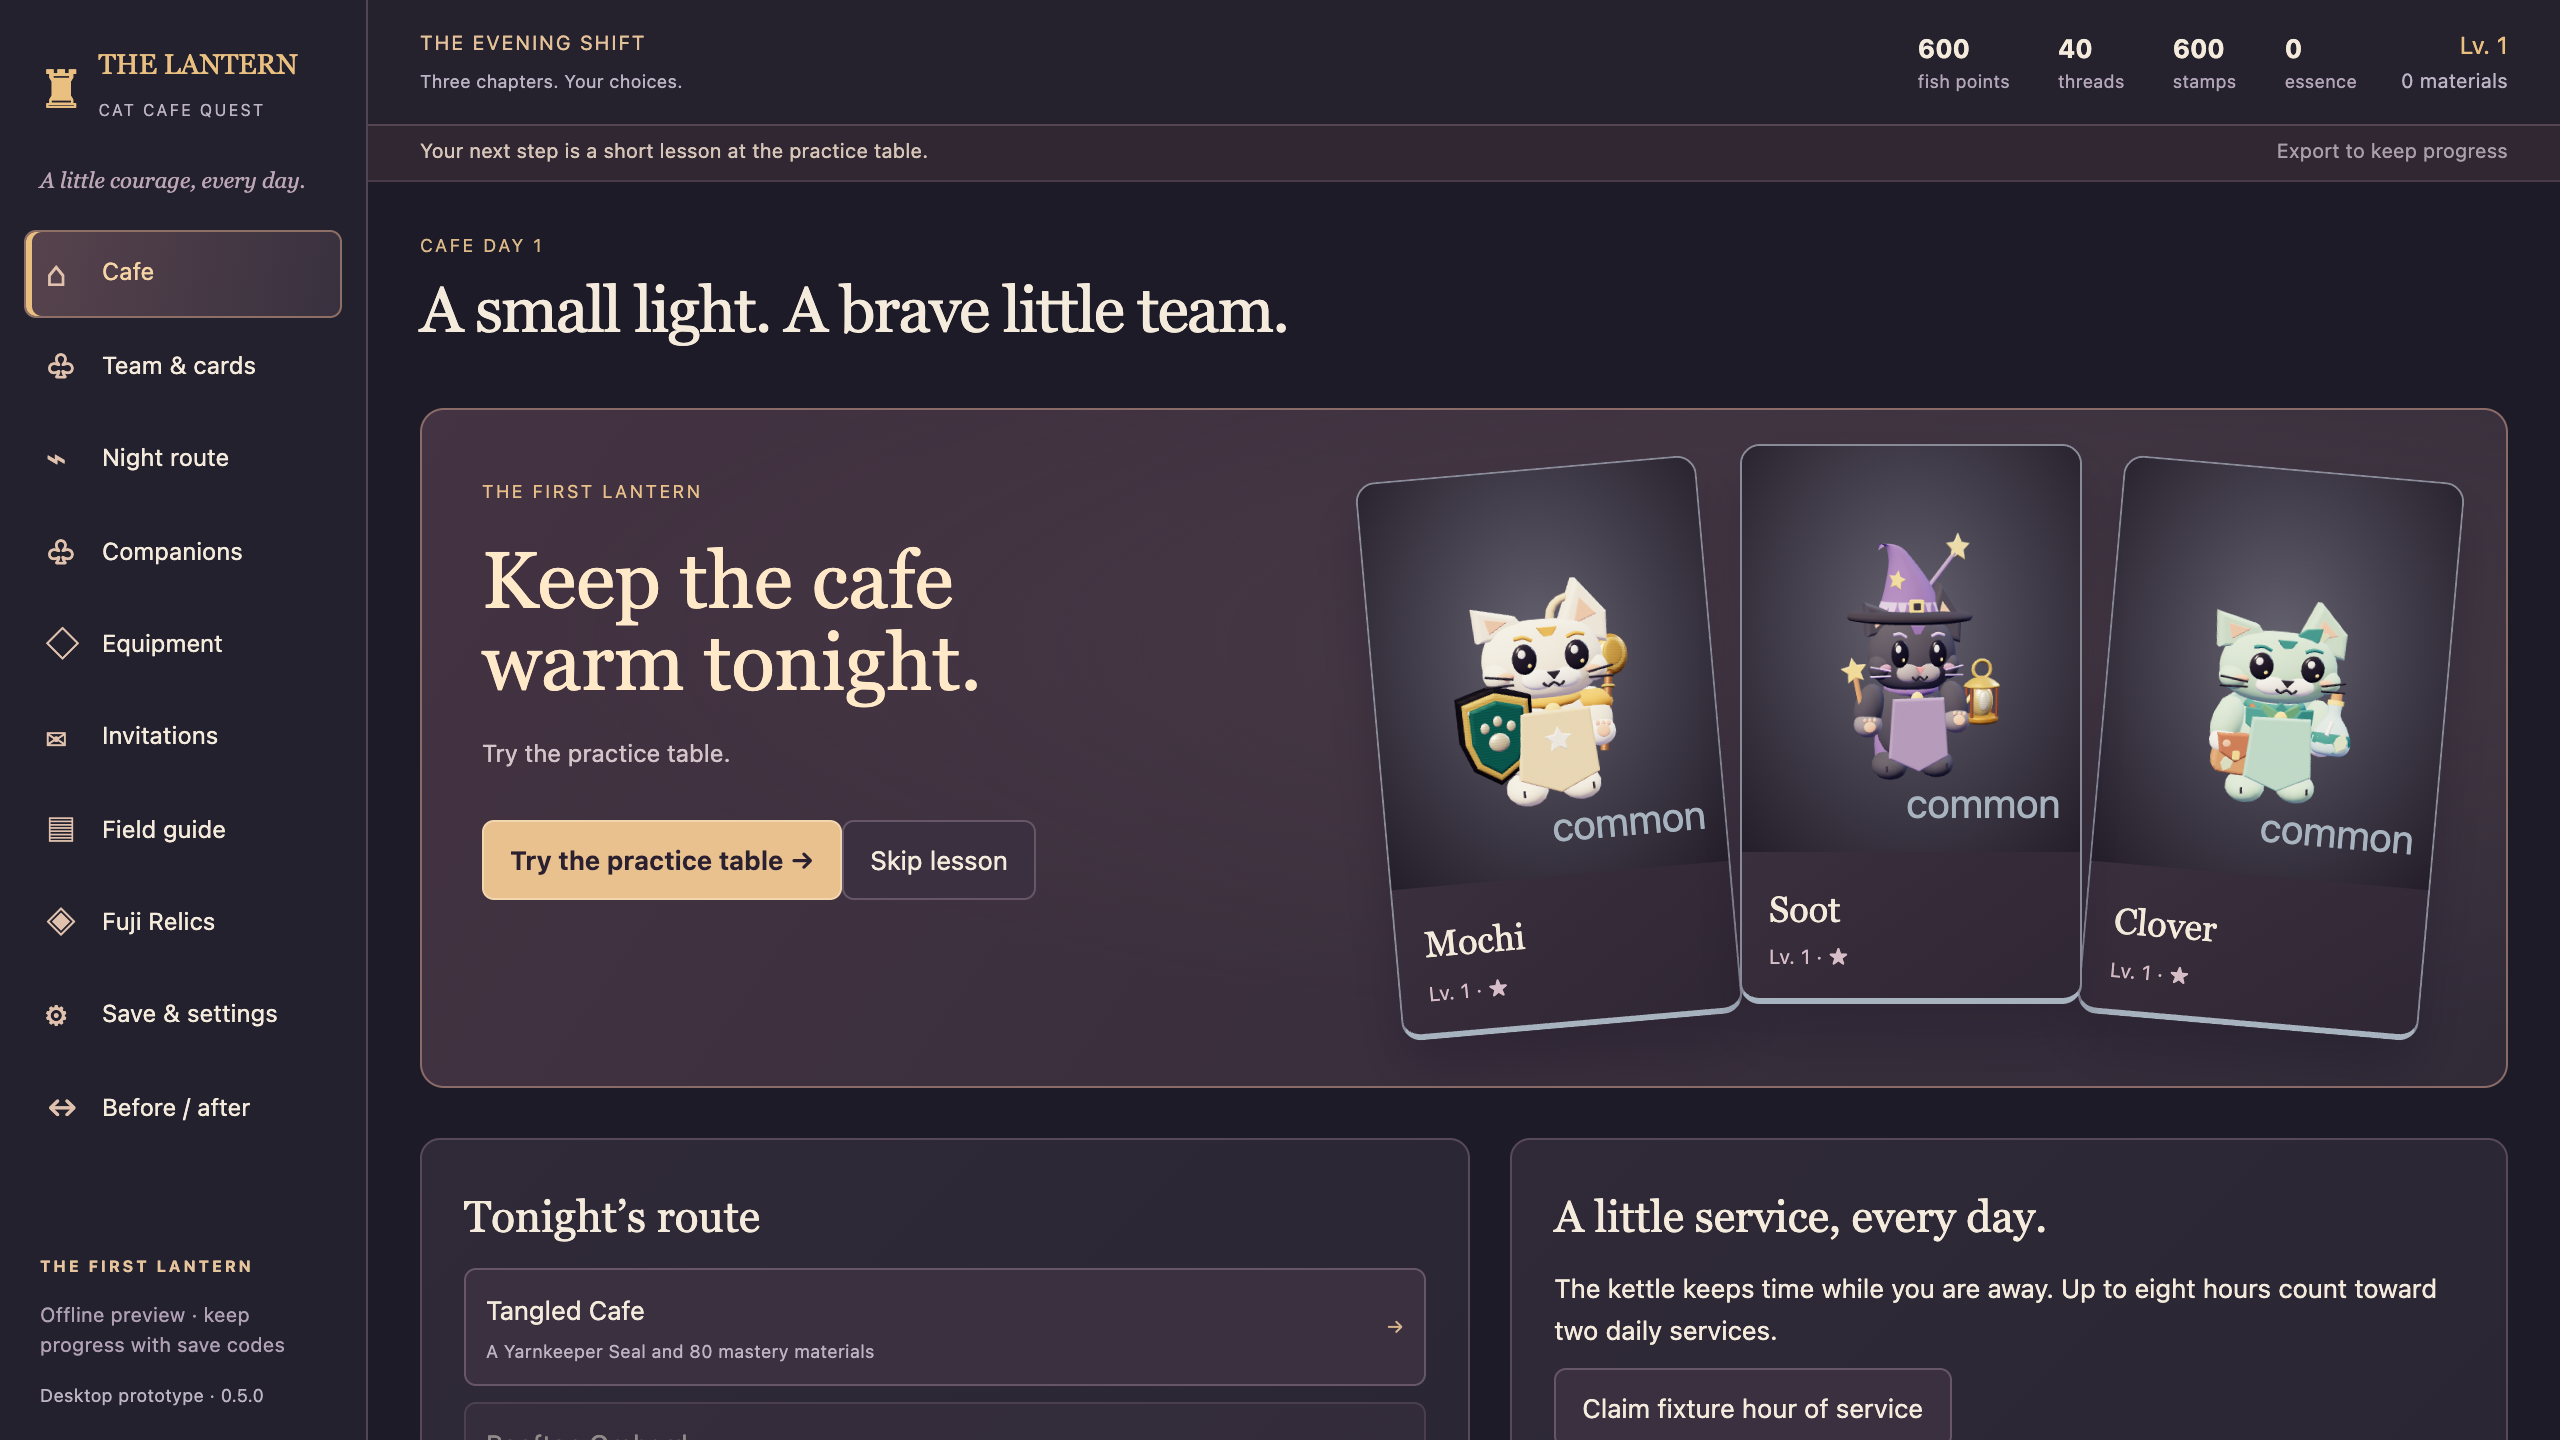 THE LANTERN
CAT CAFE QUEST
A little courage, every day.
Cafe
Team & cards
Night route
Companions
Equipment
Invitations
Field guide
Fuji Relics
Save & settings
Before / after
THE FIRST LANTERN
Offline preview · keep
progress with save codes
Desktop prototype · 0.5.0
THE EVENING SHIFT
Three chapters. Your choices.
600
fish points
40
threads
600
stamps
0
essence
Lv. 1
0 materials
Your next step is a short lesson at the practice table.
Export to keep progress
CAFE DAY 1
A small light. A brave little team.
THE FIRST LANTERN
Keep the cafe
warm tonight.
Try the practice table.
Try the practice table →
Skip lesson
common
Mochi
Lv. 1 · ★
common
Soot
Lv. 1 · ★
common
Clover
Lv. 1 · ★
Tonight’s route
Tangled Cafe
A Yarnkeeper Seal and 80 mastery materials
→
A little service, every day.
The kettle keeps time while you are away. Up to eight hours count toward
two daily services.
Claim fixture hour of service